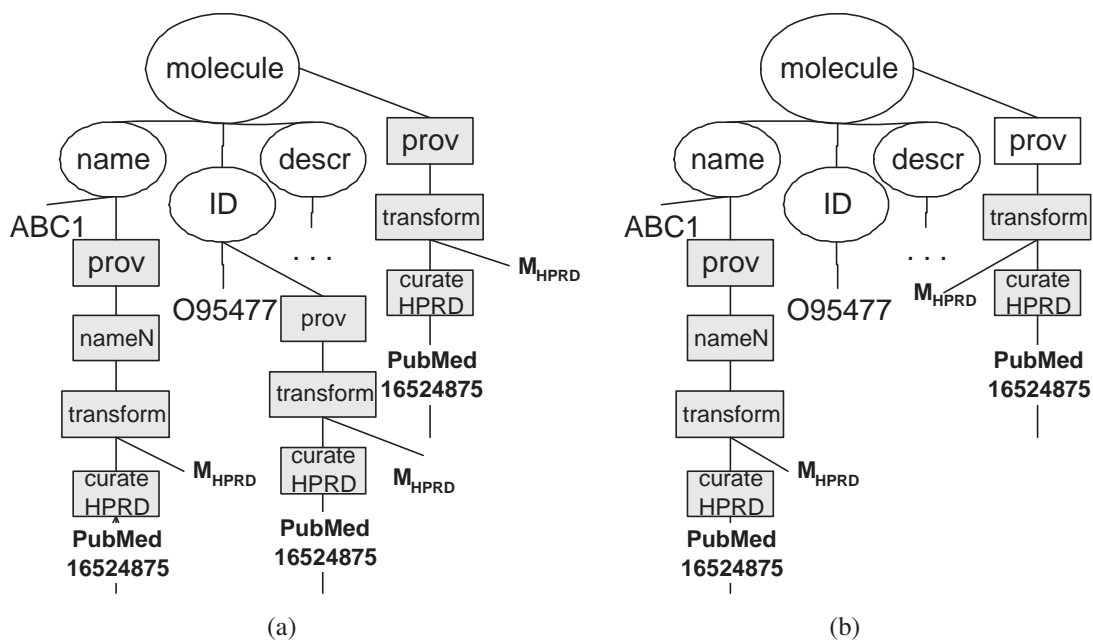 molecule
name
ID
descr
prov
ABC1
prov
nameN
transform
M HPRD
curate
HPRD
PubMed
16524875
O95477
prov
transform
M HPRD
curate
HPRD
PubMed
16524875
. . .
transform
M HPRD
curate
HPRD
PubMed
16524875
(a)
molecule
name
ID
descr
prov
ABC1
prov
nameN
transform
M HPRD
curate
HPRD
PubMed
16524875
O95477
. . .
transform
M HPRD
curate
HPRD
PubMed
16524875
(b)